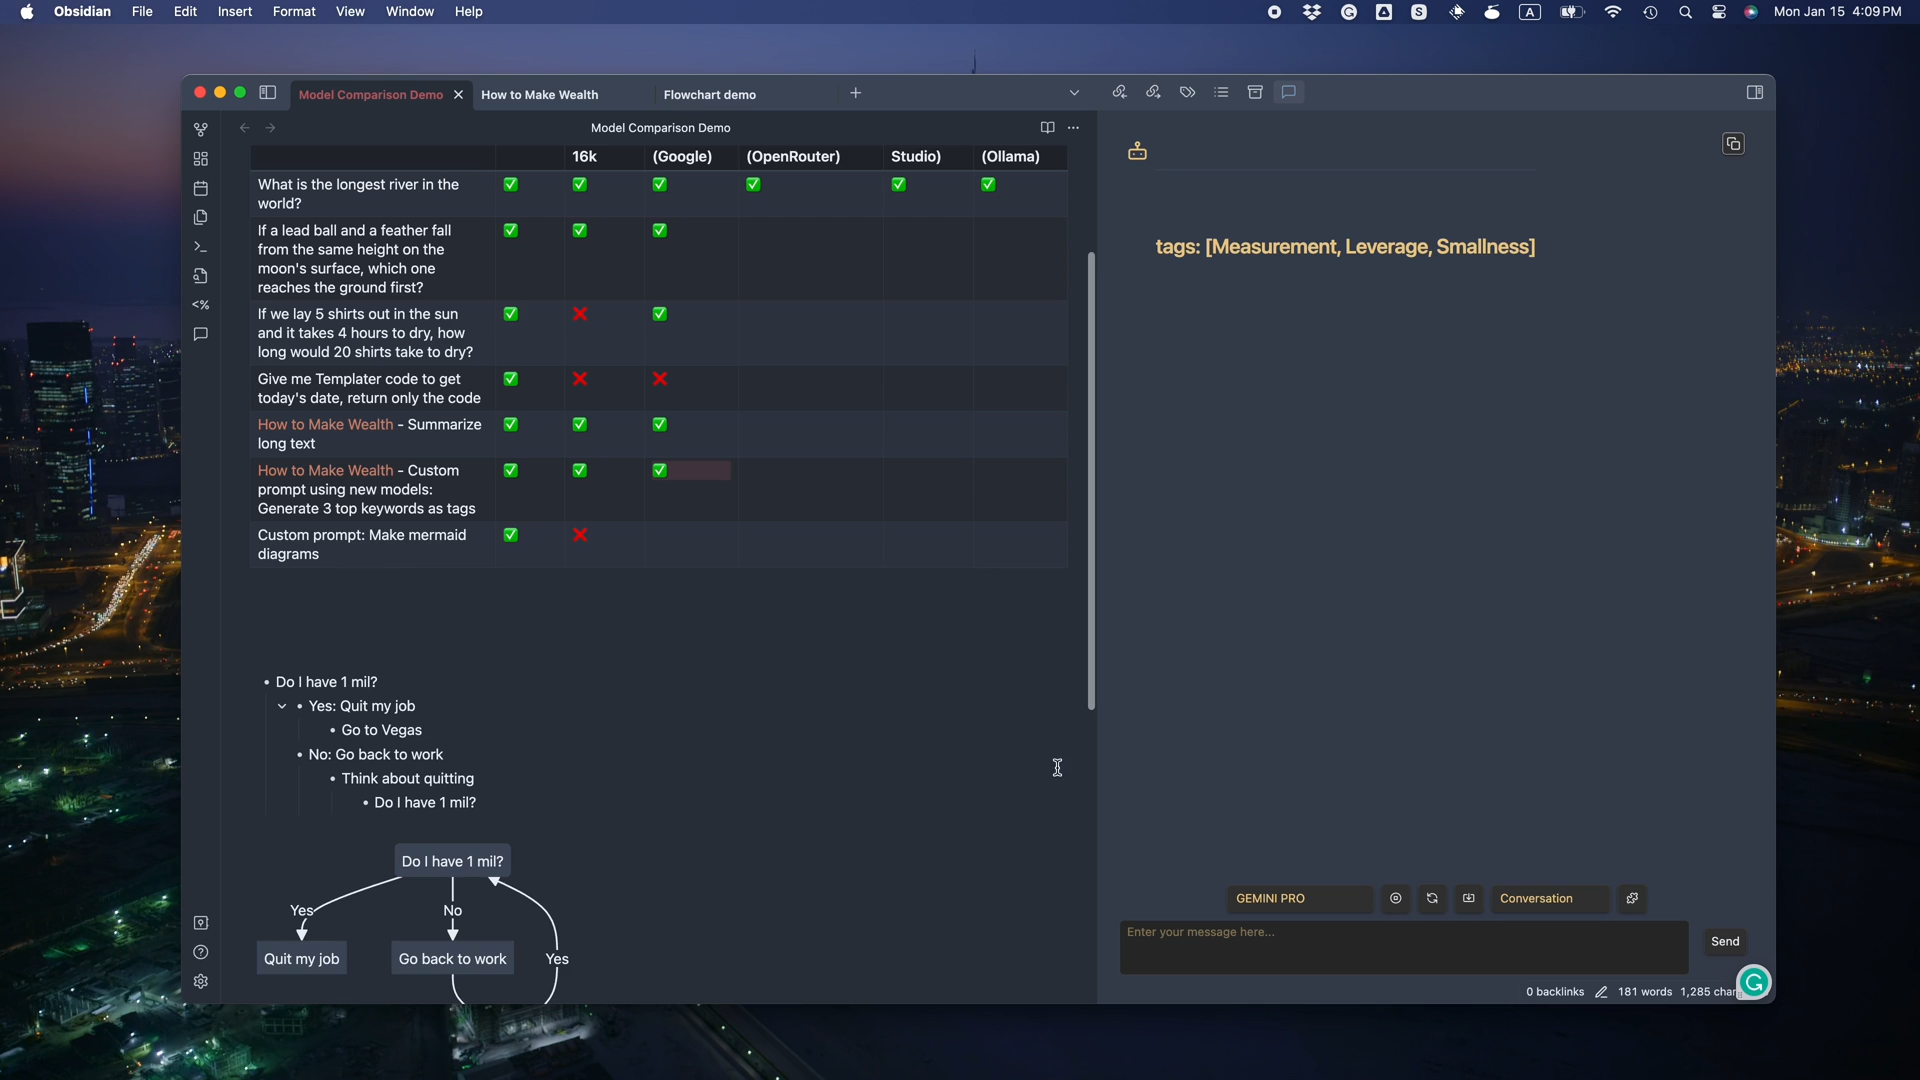 Obsidian File Edit Insert Format View Window Help
Mon Jan 15 4:09 PM
Model Comparison Demo
How to Make Wealth
Flowchart demo
Model Comparison Demo
16k (Google) (OpenRouter) Studio) (Ollama)
What is the longest river in the
world?
If a lead ball and a feather fall
from the same height on the
moon's surface, which one
reaches the ground first?
If we lay 5 shirts out in the sun
and it takes 4 hours to dry, how
long would 20 shirts take to dry?
Give me Templater code to get
today's date, return only the code
How to Make Wealth - Summarize
long text
How to Make Wealth - Custom
prompt using new models:
Generate 3 top keywords as tags
Custom prompt: Make mermaid
diagrams
Do I have 1 mil?
Yes: Quit my job
Go to Vegas
No: Go back to work
Think about quitting
Do I have 1 mil?
Do I have 1 mil?
Yes
No
Quit my job
Go back to work
Yes
tags: [Measurement, Leverage, Smallness]
GEMINI PRO
Conversation
Enter your message here...
Send
0 backlinks
181 words 1,285 char